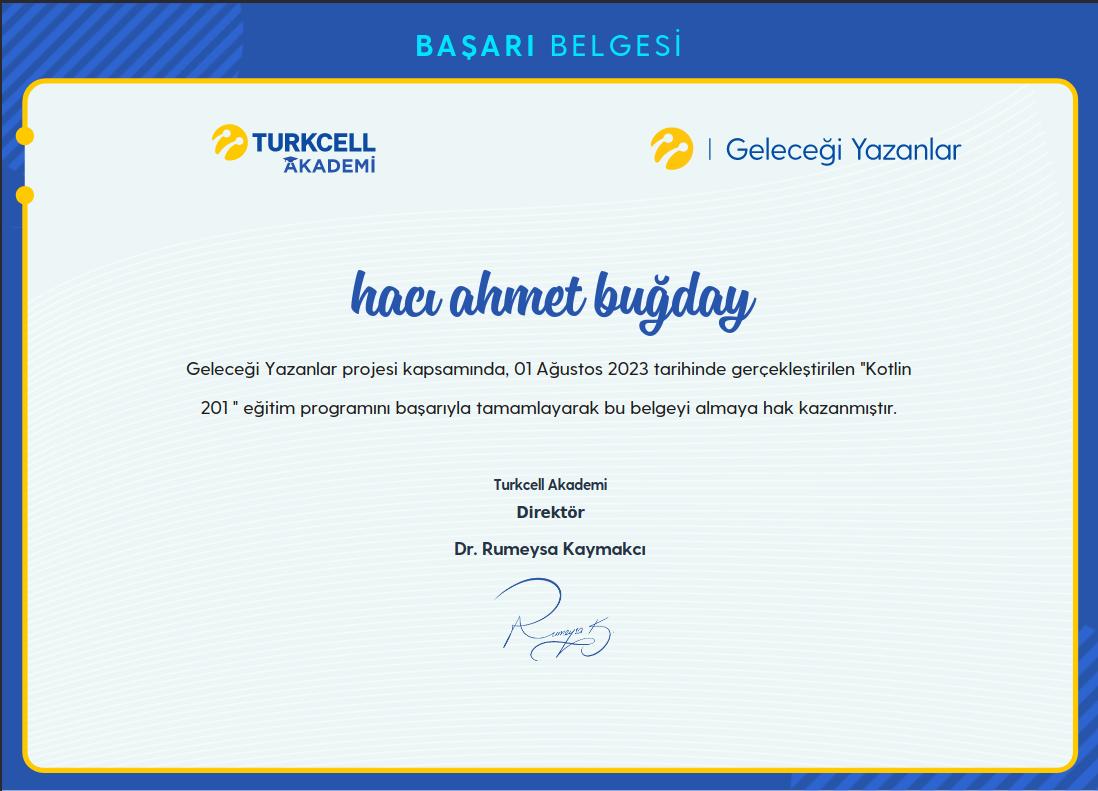 BAŞARI BELGESİ
TURKCELL
AKADEMİ
Geleceği Yazanlar
hacı ahmet buğday
Geleceği Yazanlar projesi kapsamında, 01 Ağustos 2023 tarihinde gerçekleştirilen "Kotlin
201 " eğitim programını başarıyla tamamlayarak bu belgeyi almaya hak kazanmıştır.
Turkcell Akademi
Direktör
Dr. Rumeysa Kaymakcı
Rumeysa K